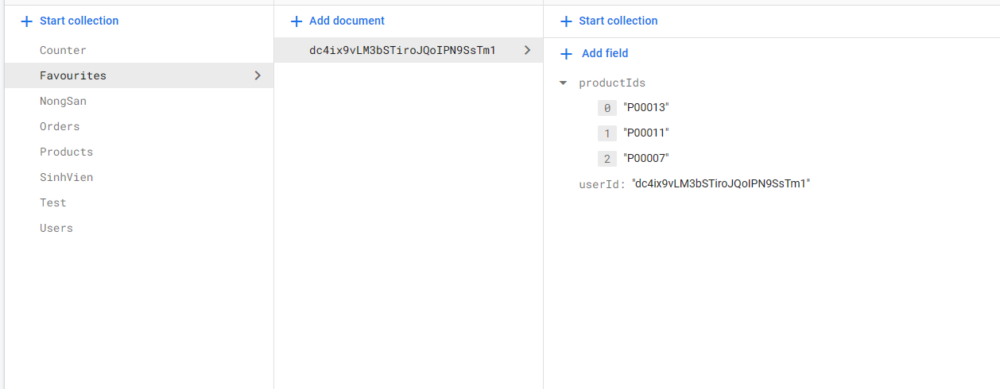 Start collection
Counter
Favourites
NongSan
Orders
Products
SinhVien
Test
Users
Add document
dc4ix9vLM3bSTiroJQoIPN9SsTm1
Start collection
Add field
productIds
0 "P00013"
1 "P00011"
2 "P00007"
userId: "dc4ix9vLM3bSTiroJQoIPN9SsTm1"